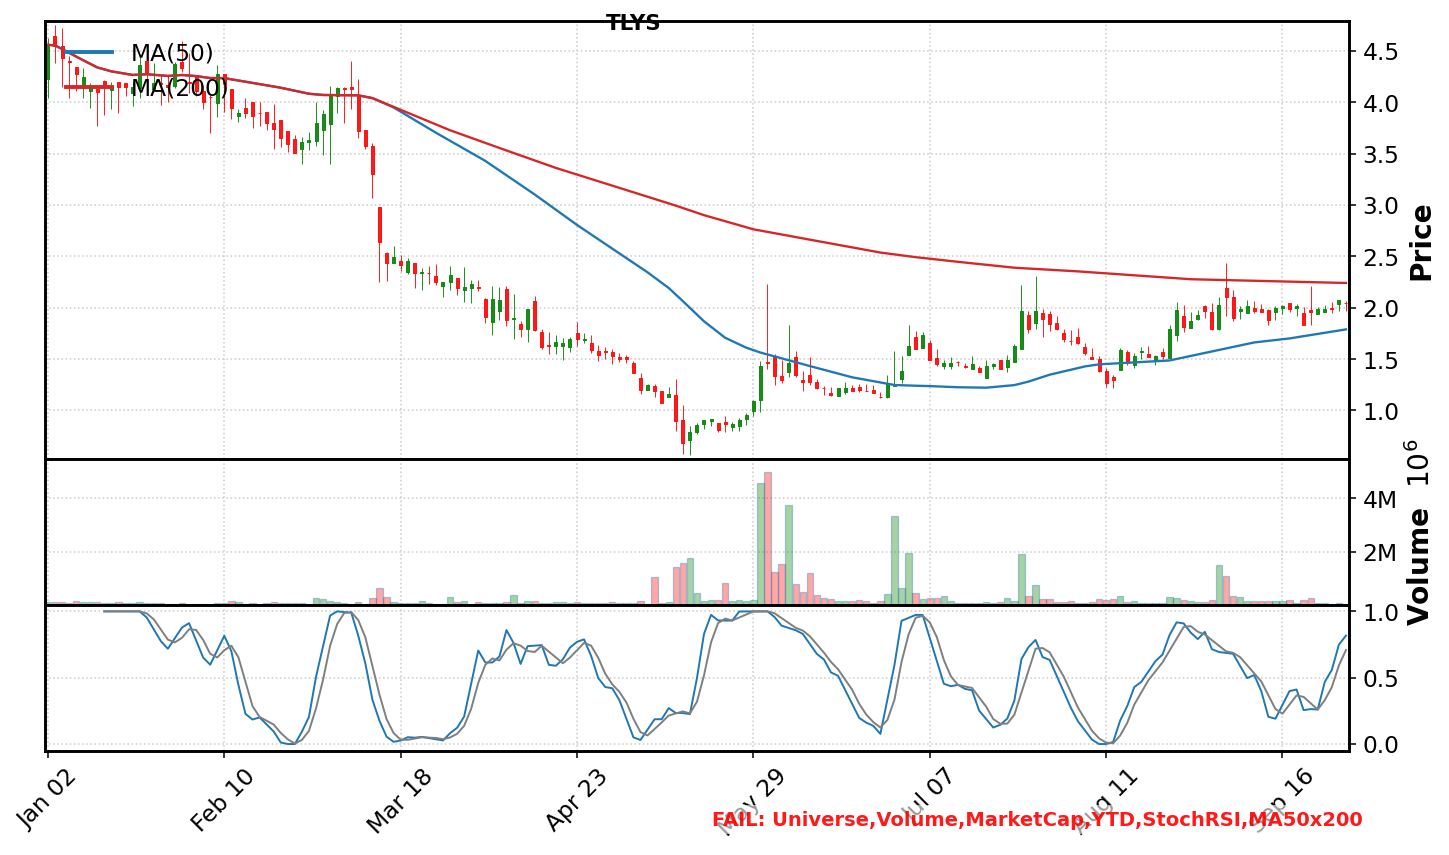 TLYS
MA(50)
MA(200)
4.5
4.0
3.5
3.0
2.5
2.0
1.5
1.0
Price
10^6
4M
2M
Volume
1.0
0.5
0.0
Jan 02
Feb 10
Mar 18
Apr 23
May 29
Jul 07
Aug 11
Sep 16
FAIL: Universe,Volume,MarketCap,YTD,StochRSI,MA50x200